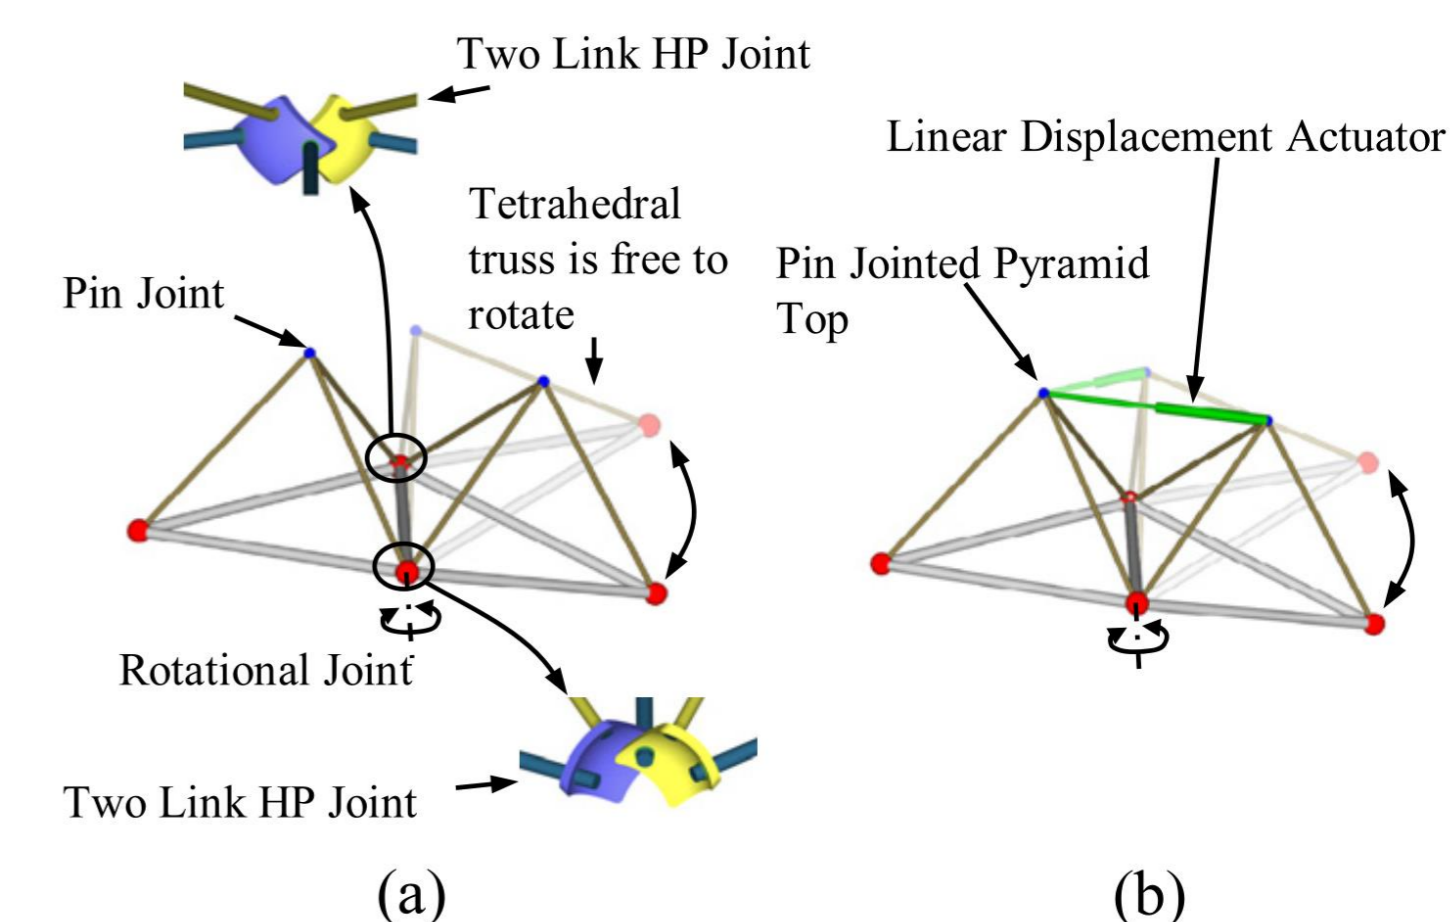 Two Link HP Joint
Tetrahedral
truss is free to
rotate
Pin Joint
Rotational Joint
Two Link HP Joint
(a)
Linear Displacement Actuator
Pin Jointed Pyramid
Top
(b)